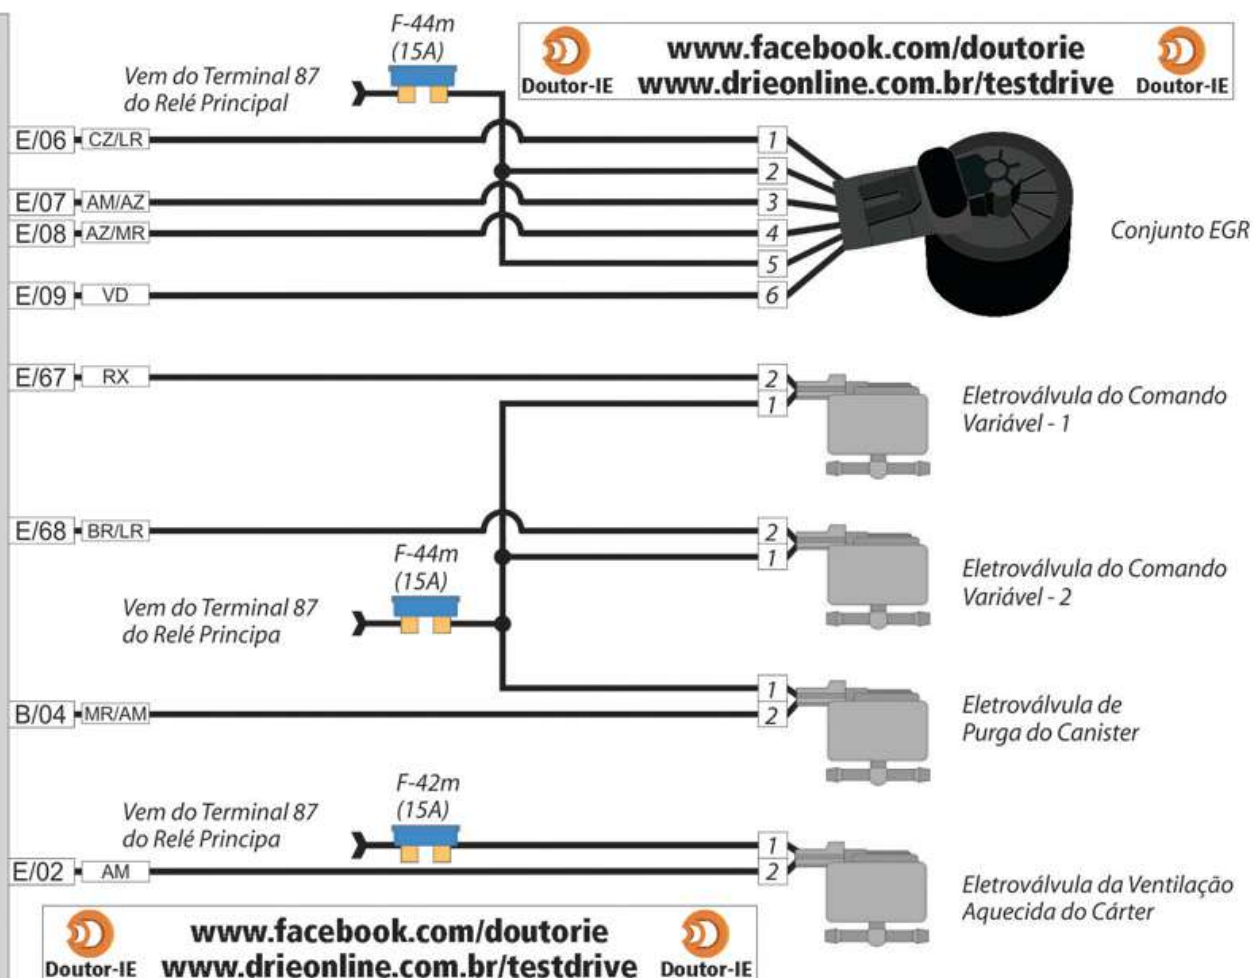 F-44m
(15A)
www.facebook.com/doutorie
www.drieonline.com.br/testdrive
Doutor-IE
Doutor-IE
Vem do Terminal 87
do Relé Principal
E/06 CZ/LR
1
2
E/07 AM/AZ
3
E/08 AZ/MR
4
5
E/09 VD
6
Conjunto EGR
E/67 RX
2
1
Eletroválvula do Comando
Variável - 1
E/68 BR/LR
2
1
Eletroválvula do Comando
Variável - 2
F-44m
(15A)
Vem do Terminal 87
do Relé Principa
1
B/04 MR/AM
2
Eletroválvula de
Purga do Canister
F-42m
(15A)
Vem do Terminal 87
do Relé Principa
1
E/02 AM
2
Eletroválvula da Ventilação
Aquecida do Cárter
www.facebook.com/doutorie
www.drieonline.com.br/testdrive
Doutor-IE
Doutor-IE